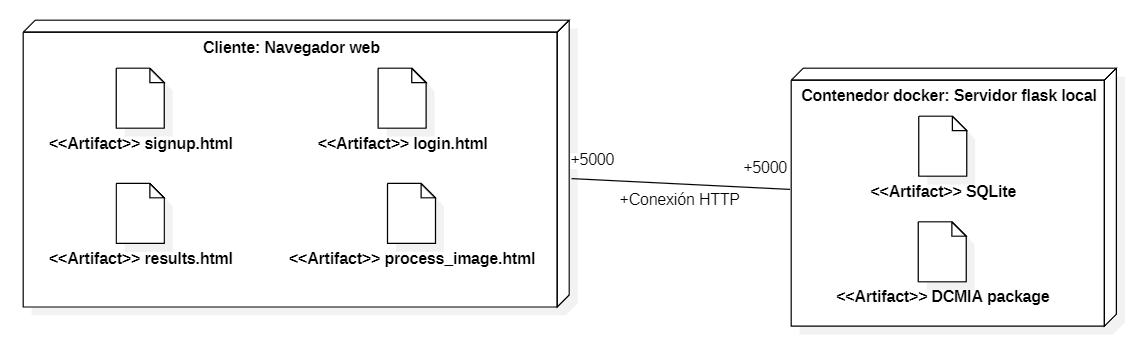 Cliente: Navegador web
<<Artifact>> signup.html
<<Artifact>> login.html
<<Artifact>> results.html
<<Artifact>> process_image.html
+5000
+5000
+Conexión HTTP
Contenedor docker: Servidor flask local
<<Artifact>> SQLite
<<Artifact>> DCMIA package